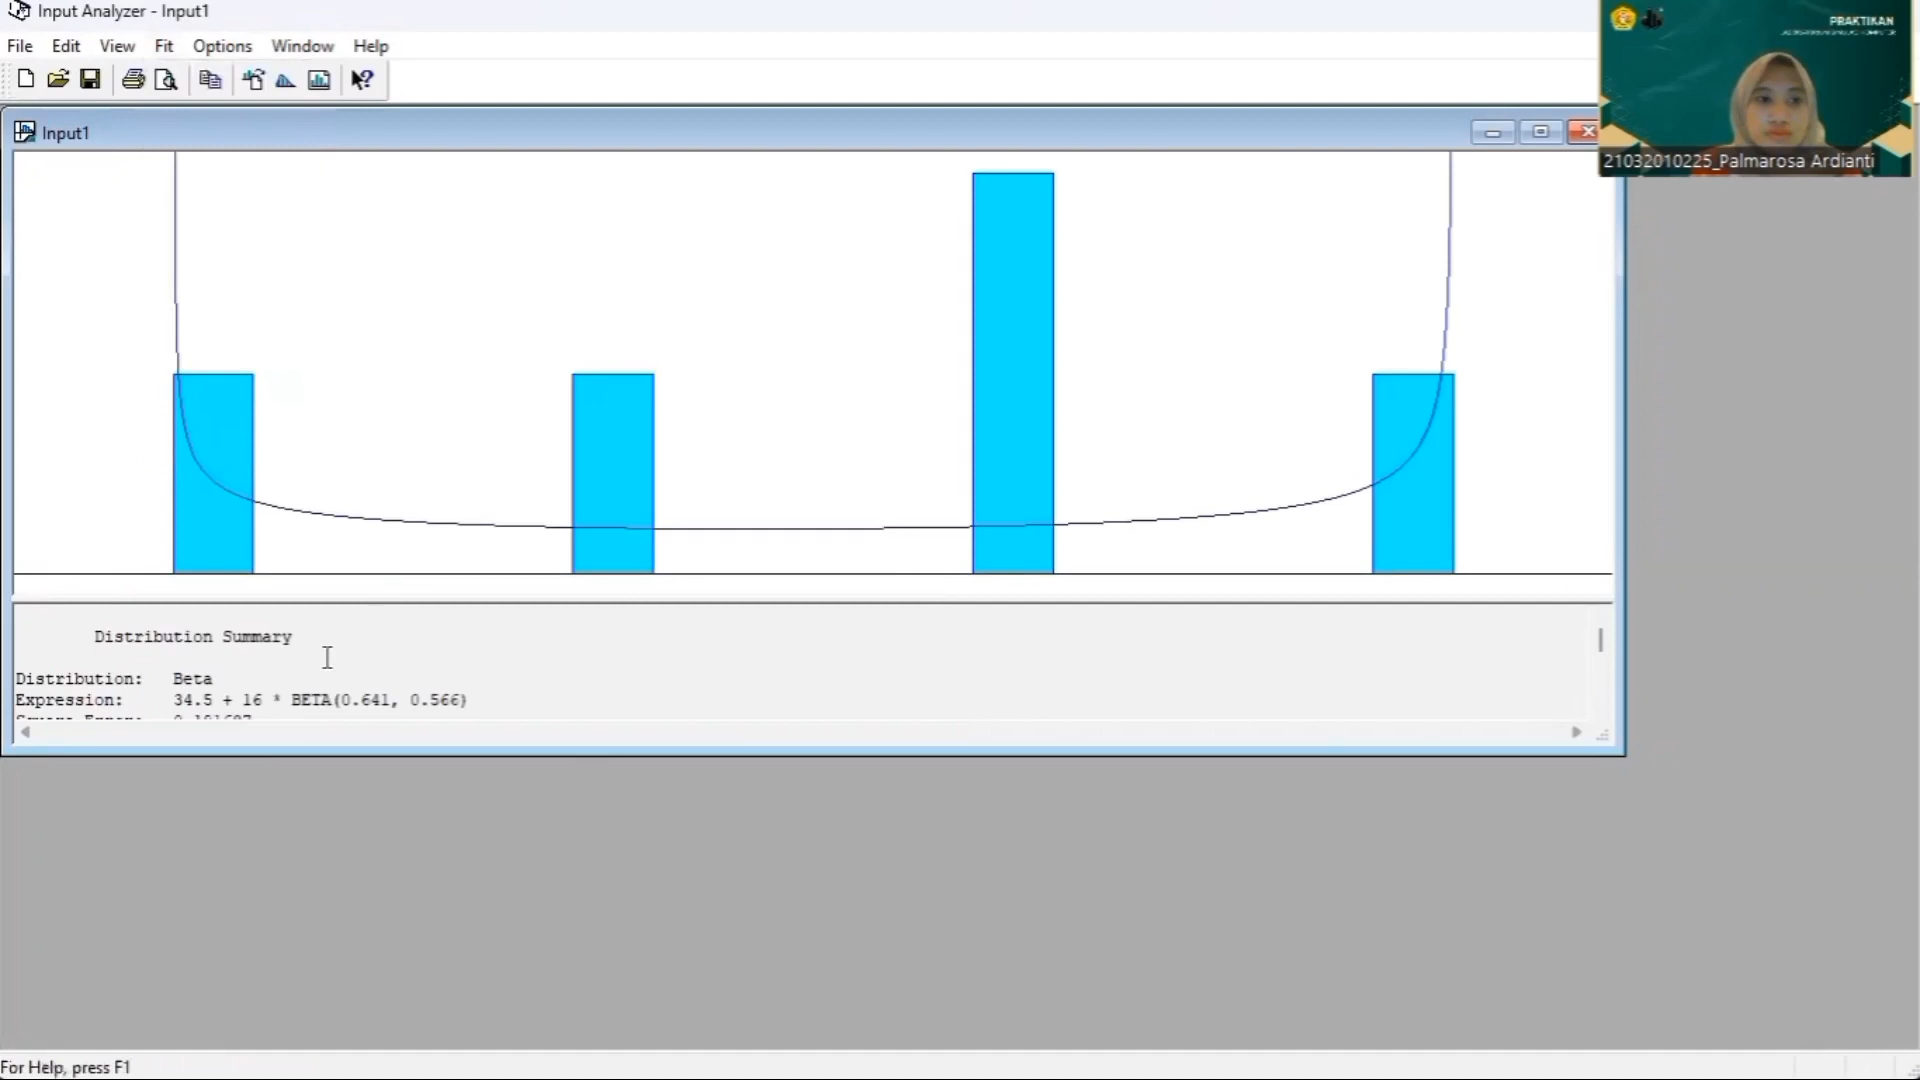 Input Analyzer - Input1
File Edit View Fit Options Window Help
PRAKTIKAN
Input1
21032010225_Palmarosa Ardianti
Distribution Summary
Distribution: Beta
Expression: 34.5 + 16 * BETA(0.641, 0.566)
For Help, press F1